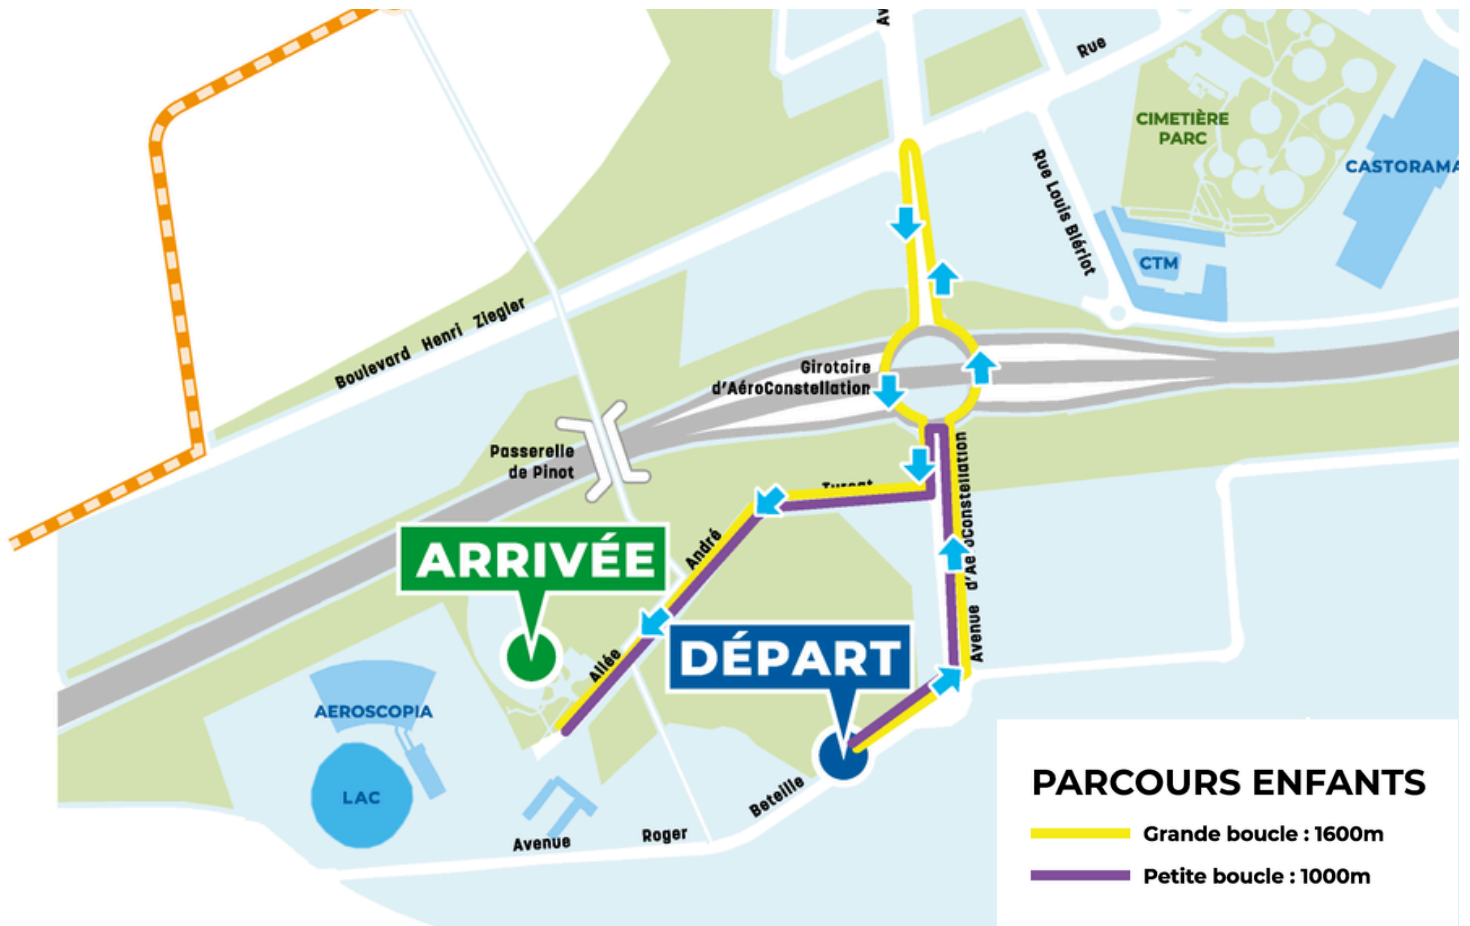 Av
Rue
CIMETIÈRE
PARC
CASTORAMA
Rue Louis Blériot
CTM
Boulevard Henri Ziegler
Girotoire
d'AéroConstellation
Passerelle
de Pinot
Avenue d'AéroConstellation
ARRIVÉE
Allée André
DÉPART
AEROSCOPIA
LAC
Avenue Roger Beteille
PARCOURS ENFANTS
Grande boucle : 1600m
Petite boucle : 1000m